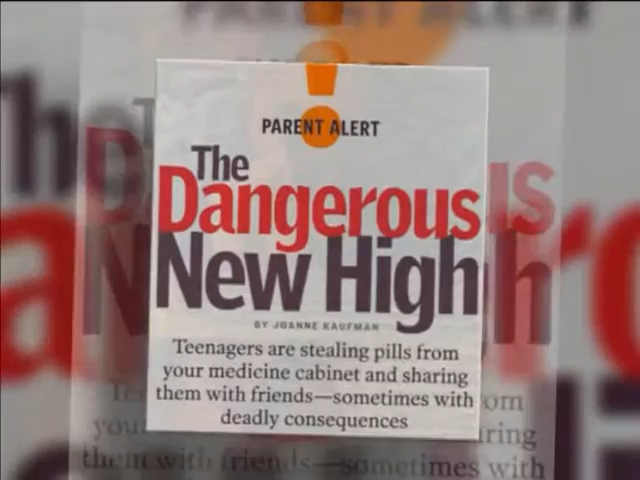 PARENT ALERT
The
Dangerous
New High
BY JOANNE KAUFMAN
Teenagers are stealing pills from
your medicine cabinet and sharing
them with friends—sometimes with
deadly consequences